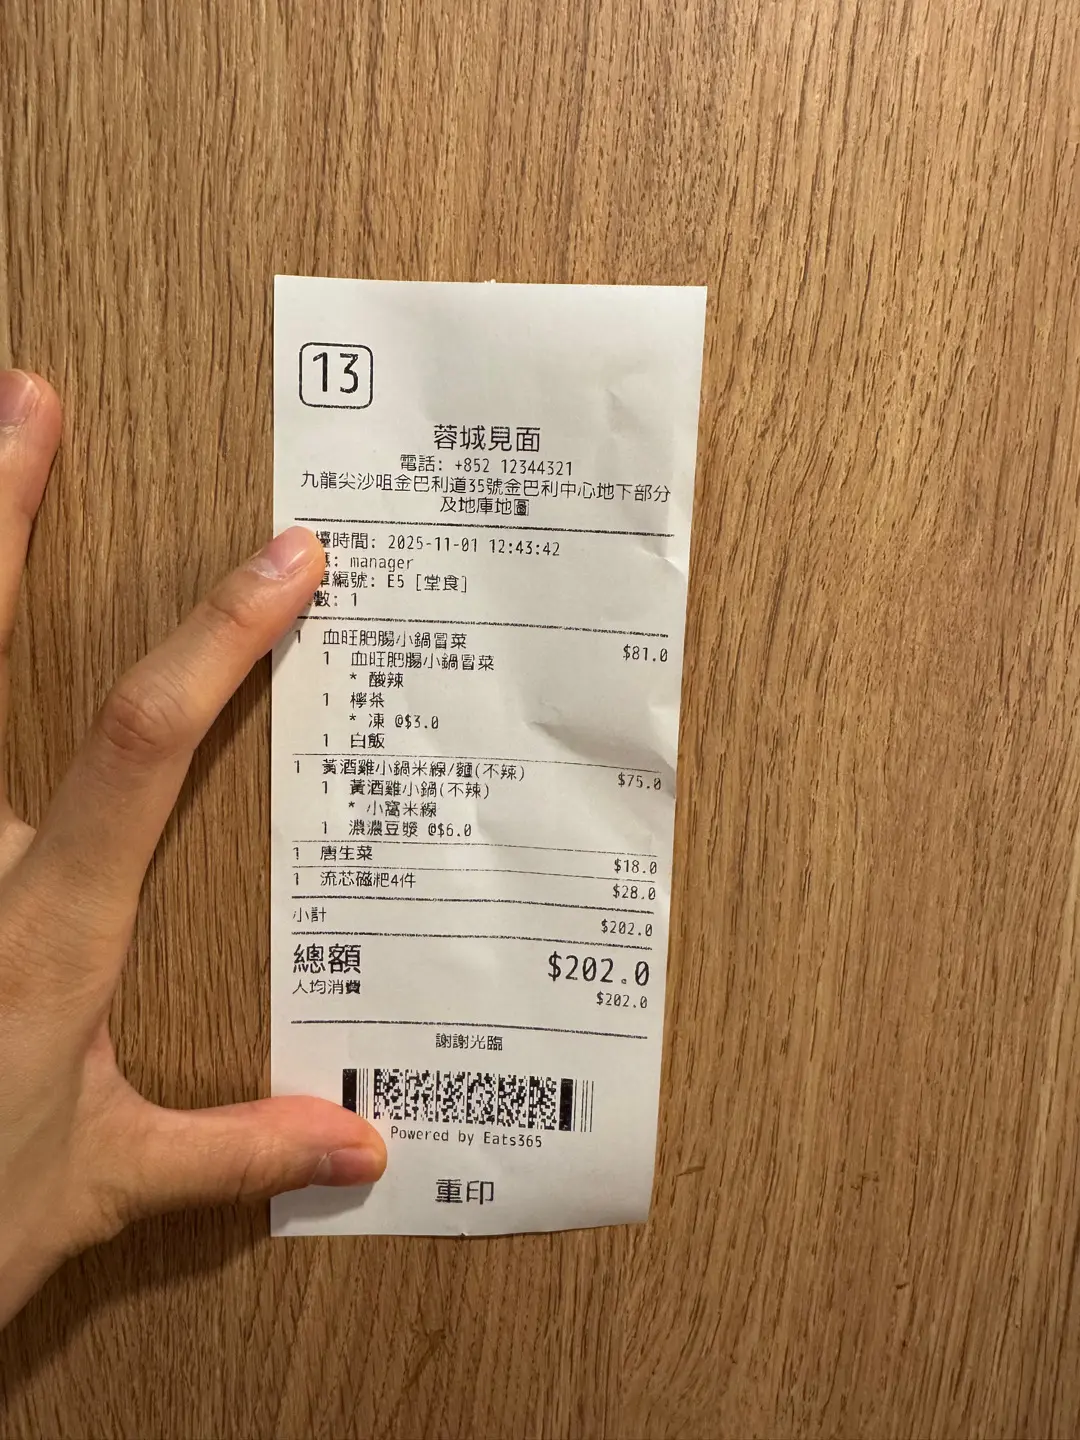 13
蓉城見面
電話: +852 12344321
九龍尖沙咀金巴利道35號金巴利中心地下部分
及地庫地圖
檯時間: 2025-11-01 12:43:42
: manager
單編號: E5 [堂食]
數: 1
1 血旺肥腸小鍋冒菜 $81.0
1 血旺肥腸小鍋冒菜
* 酸辣
1 檸茶
* 凍 @$3.0
1 白飯
1 黃酒雞小鍋米線/麵(不辣) $75.0
1 黃酒雞小鍋(不辣)
* 小窩米線
1 濃濃豆漿 @$6.0
1 唐生菜 $18.0
1 流芯磁粑4件 $28.0
小計 $202.0
總額 $202.0
人均消費 $202.0
謝謝光臨
Powered by Eats365
重印